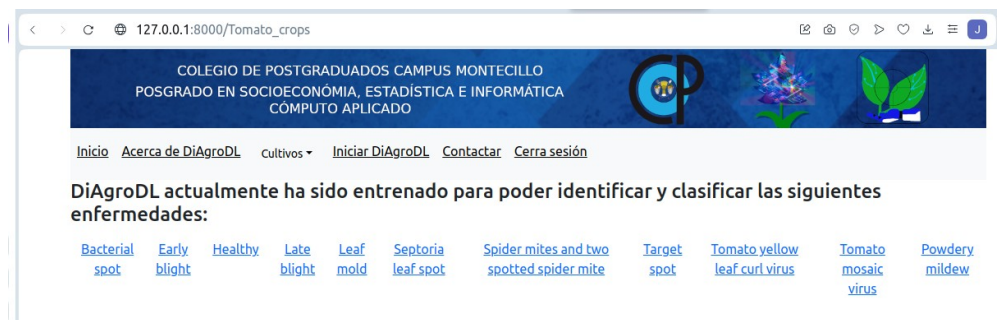 127.0.0.1:8000/Tomato_crops
J
COLEGIO DE POSTGRADUADOS CAMPUS MONTECILLO
POSGRADO EN SOCIOECONÓMIA, ESTADÍSTICA E INFORMÁTICA
CÓMPUTO APLICADO
CP
Inicio Acerca de DiAgroDL Cultivos Iniciar DiAgroDL Contactar Cerra sesión
DiAgroDL actualmente ha sido entrenado para poder identificar y clasificar las siguientes
enfermedades:
Bacterial Early Healthy Late Leaf Septoria Spider mites and two Target Tomato yellow Tomato Powdery
spot blight blight mold leaf spot spotted spider mite spot leaf curl virus mosaic mildew
virus